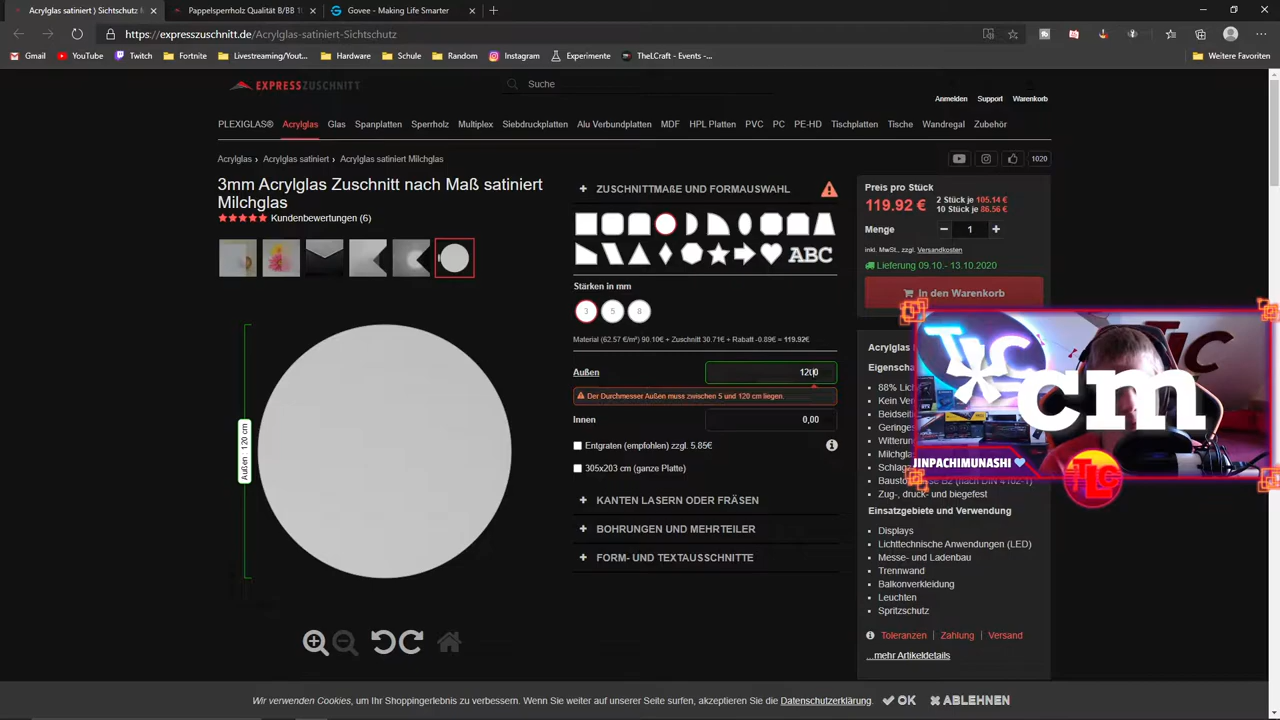 Acrylglas satiniert ) Sichtschutz
Pappelsperrholz Qualität B/BB
Govee - Making Life Smarter
https://expresszuschnitt.de/Acrylglas-satiniert-Sichtschutz
Gmail
YouTube
Twitch
Fortnite
Livestreaming/Yout...
Hardware
Schule
Random
Instagram
Experimente
TheLCraft - Events -...
Weitere Favoriten
EXPRESSZUSCHNITT
Suche
Anmelden
Support
Warenkorb
PLEXIGLAS®
Acrylglas
Glas
Spanplatten
Sperrholz
Multiplex
Siebdruckplatten
Alu Verbundplatten
MDF
HPL Platten
PVC
PC
PE-HD
Tischplatten
Tische
Wandregal
Zubehör
Acrylglas › Acrylglas satiniert › Acrylglas satiniert Milchglas
1020
3mm Acrylglas Zuschnitt nach Maß satiniert
Milchglas
Kundenbewertungen (6)
Außen : 120 cm
+ ZUSCHNITTMAßE UND FORMAUSWAHL
ABC
Stärken in mm
3
5
8
Material (62.57 €/m²) 90.10€ + Zuschnitt 30.71€ + Rabatt -0.89€ = 119.92€
Außen
1200
Der Durchmesser Außen muss zwischen 5 und 120 cm liegen.
Innen
0,00
Entgraten (empfohlen) zzgl. 5.85€
305x203 cm (ganze Platte)
+ KANTEN LASERN ODER FRÄSEN
+ BOHRUNGEN UND MEHRTEILER
+ FORM- UND TEXTAUSSCHNITTE
Preis pro Stück
119.92 €
2 Stück je 105.14 €
10 Stück je 86.56 €
Menge
− 1 +
inkl. MwSt., zzgl. Versandkosten
Lieferung 09.10. - 13.10.2020
In den Warenkorb
*cm
JINPACHIMUNASHI
TLC
Acrylglas
88% Lic
Kein Ver
Beidseit
Geringe
Witteru
Milchgl
Schlag
Zug-, druck- und biegefest
Einsatzgebiete und Verwendung
Displays
Lichttechnische Anwendungen (LED)
Messe- und Ladenbau
Trennwand
Balkonverkleidung
Leuchten
Spritzschutz
Toleranzen | Zahlung | Versand
...mehr Artikeldetails
Wir verwenden Cookies, um Ihr Shoppingerlebnis zu verbessern. Wenn Sie weiter auf unserer Seite surfen, akzeptieren Sie die Datenschutzerklärung.
OK
ABLEHNEN